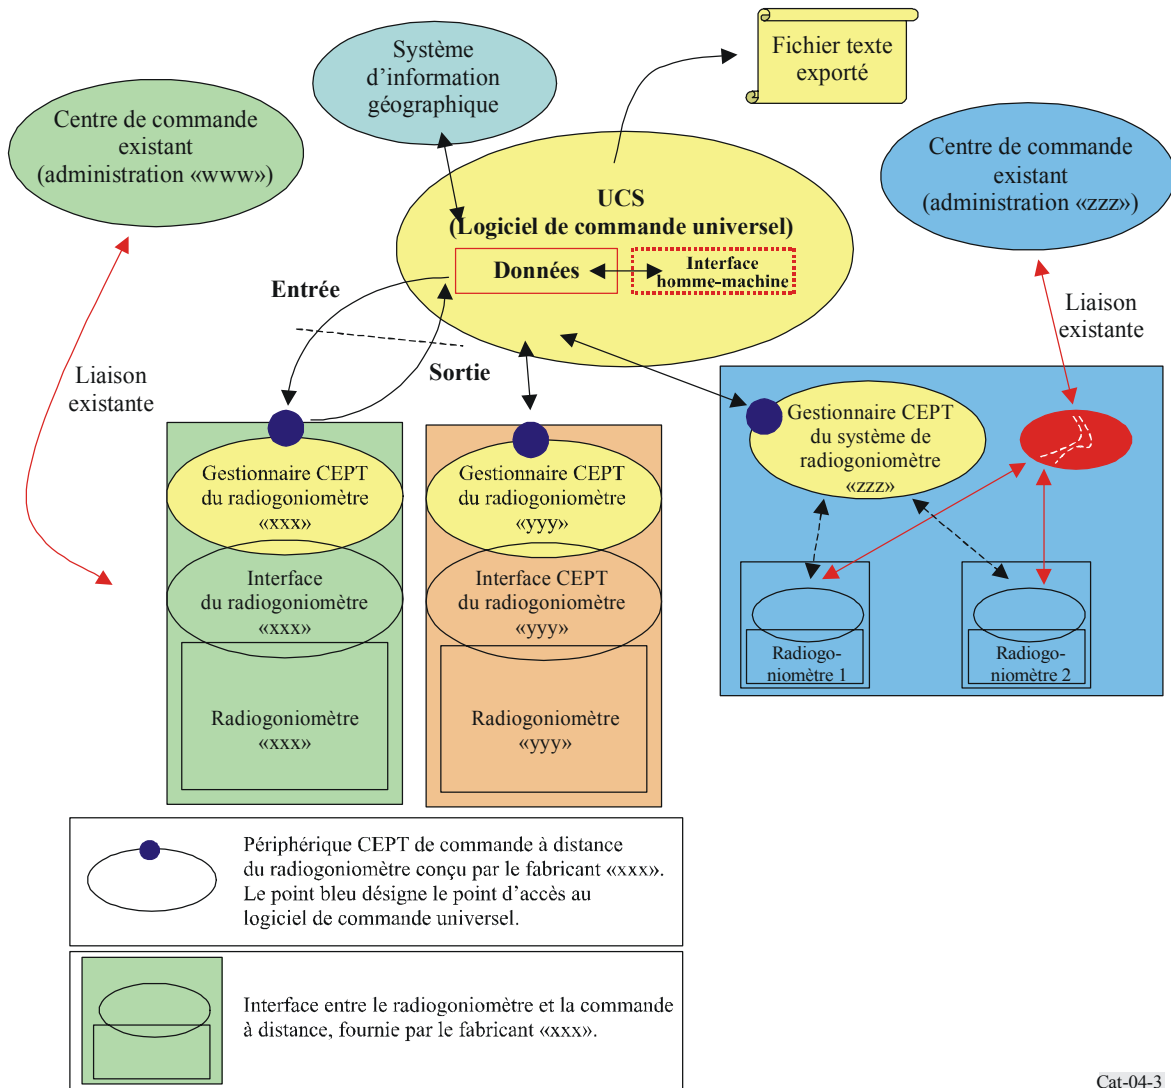 Système
d'information
géographique
Fichier texte
exporté
Centre de commande
existant
(administration «www»)
Centre de commande
existant
(administration «zzz»)
UCS
(Logiciel de commande universel)
Données
Interface
homme-machine
Entrée
Sortie
Liaison
existante
Liaison
existante
Gestionnaire CEPT
du radiogoniomètre
«xxx»
Interface
du radiogoniomètre
«xxx»
Radiogoniomètre
«xxx»
Gestionnaire CEPT
du radiogoniomètre
«yyy»
Interface CEPT
du radiogoniomètre
«yyy»
Radiogoniomètre
«yyy»
Gestionnaire CEPT
du système de
radiogoniomètre
«zzz»
Radiogo-
niomètre 1
Radiogo-
niomètre 2
Périphérique CEPT de commande à distance
du radiogoniomètre conçu par le fabricant «xxx».
Le point bleu désigne le point d'accès au
logiciel de commande universel.
Interface entre le radiogoniomètre et la commande
à distance, fournie par le fabricant «xxx».
Cat-04-3